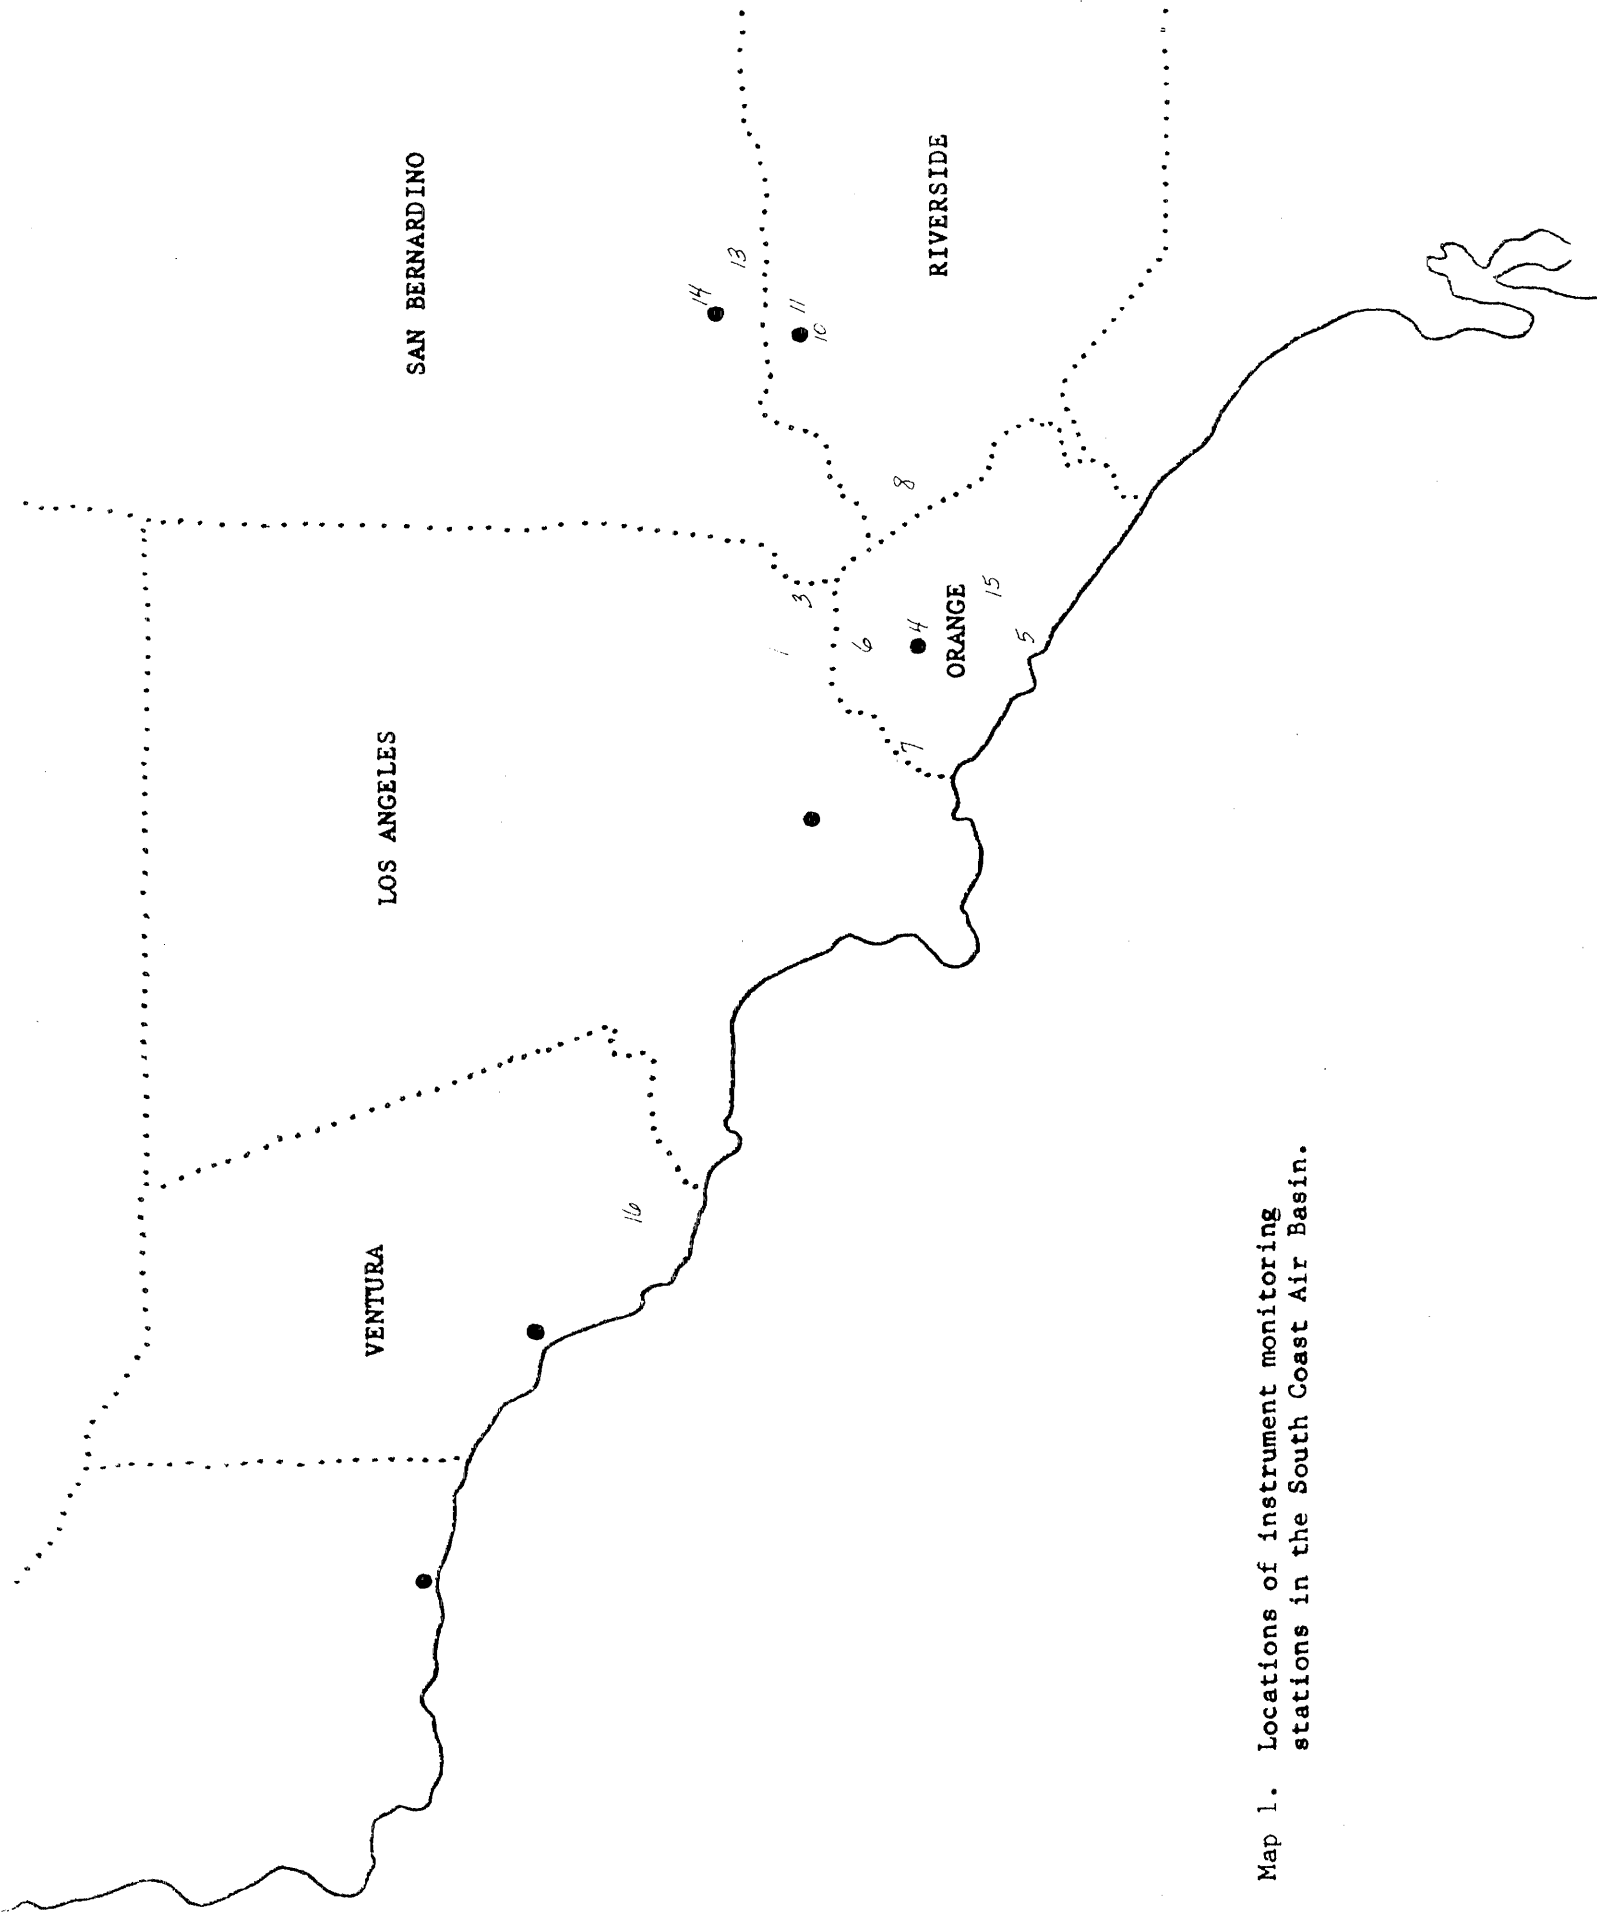 SAN BERNARDINO
LOS ANGELES
VENTURA
14
13
11
10
RIVERSIDE
8
3
1
6
4
ORANGE
15
5
7
16
Map 1. Locations of instrument monitoring
stations in the South Coast Air Basin.